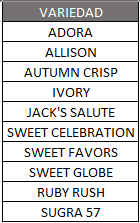 VARIEDAD
ADORA
ALLISON
AUTUMN CRISP
IVORY
JACK'S SALUTE
SWEET CELEBRATION
SWEET FAVORS
SWEET GLOBE
RUBY RUSH
SUGRA 57